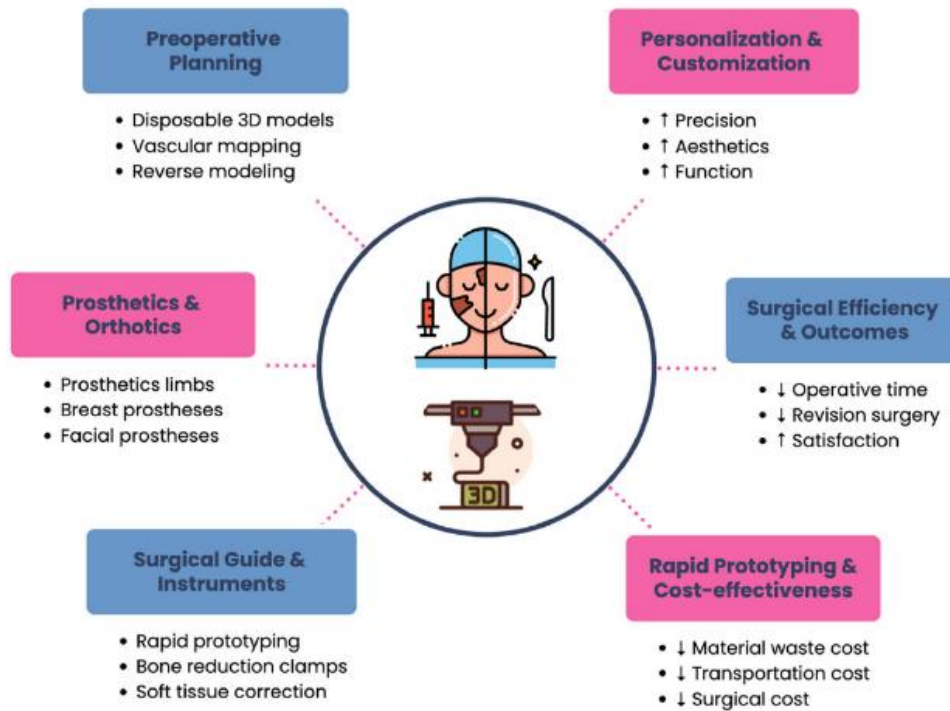 Preoperative
Planning
• Disposable 3D models
• Vascular mapping
• Reverse modeling
Personalization &
Customization
• ↑ Precision
• ↑ Aesthetics
• ↑ Function
Prosthetics &
Orthotics
• Prosthetics limbs
• Breast prostheses
• Facial prostheses
Surgical Efficiency
& Outcomes
• ↓ Operative time
• ↓ Revision surgery
• ↑ Satisfaction
3D
Surgical Guide &
Instruments
• Rapid prototyping
• Bone reduction clamps
• Soft tissue correction
Rapid Prototyping &
Cost-effectiveness
• ↓ Material waste cost
• ↓ Transportation cost
• ↓ Surgical cost